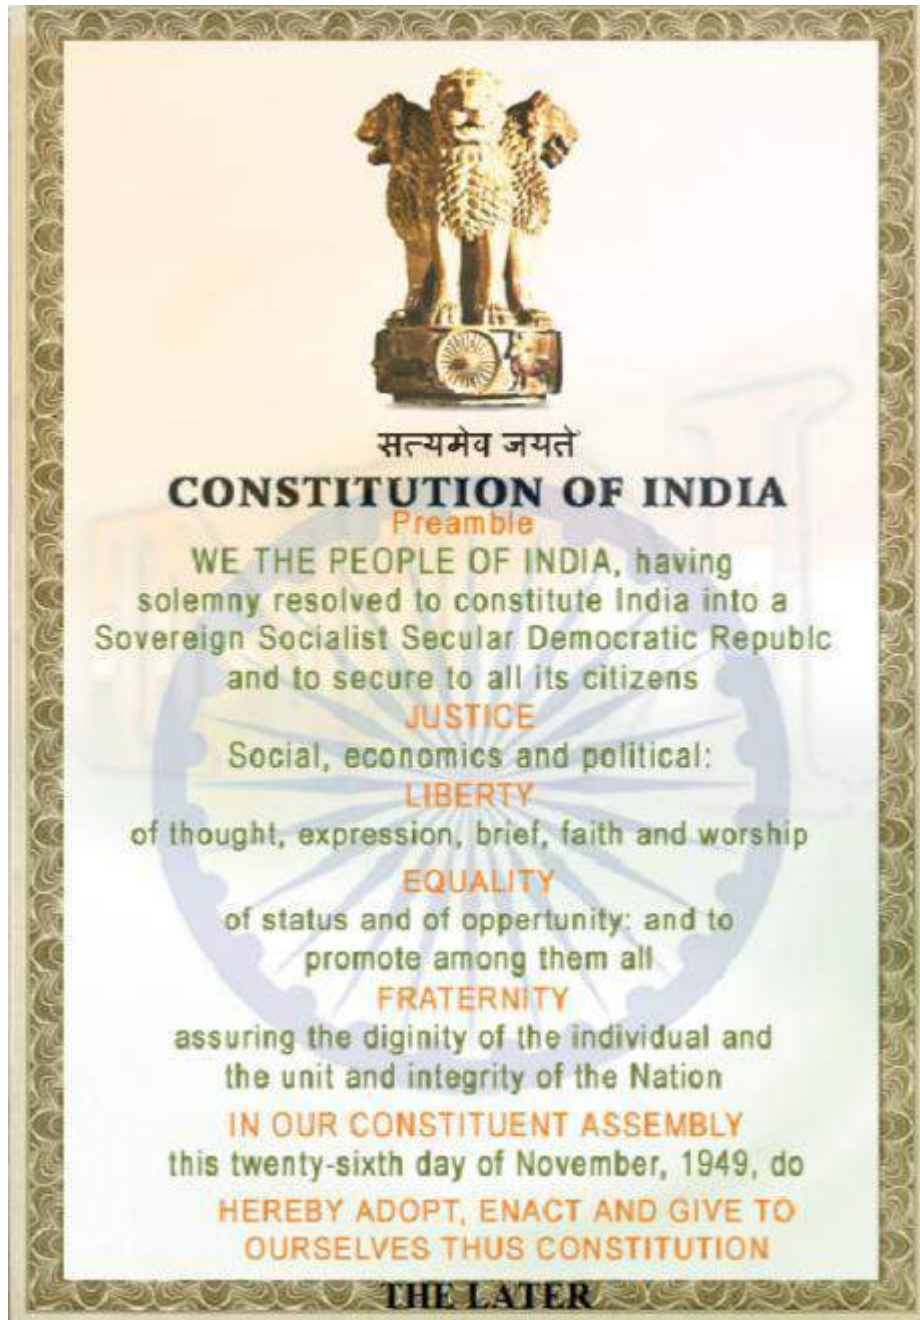 सत्यमेव जयते
CONSTITUTION OF INDIA
Preamble
WE THE PEOPLE OF INDIA, having
solemny resolved to constitute India into a
Sovereign Socialist Secular Democratic Republc
and to secure to all its citizens
JUSTICE
Social, economics and political:
LIBERTY
of thought, expression, brief, faith and worship
EQUALITY
of status and of oppertunity: and to
promote among them all
FRATERNITY
assuring the diginity of the individual and
the unit and integrity of the Nation
IN OUR CONSTITUENT ASSEMBLY
this twenty-sixth day of November, 1949, do
HEREBY ADOPT, ENACT AND GIVE TO
OURSELVES THUS CONSTITUTION
THE LATER